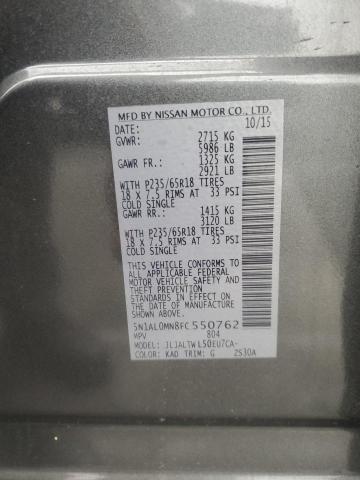 MFD BY NISSAN MOTOR CO., LTD.
DATE: 10/15
GVWR: 2715 KG
5986 LB
GAWR FR.: 1325 KG
2921 LB
WITH P235/65R18 TIRES
18 X 7.5 RIMS AT 33 PSI
COLD SINGLE
GAWR RR.: 1415 KG
3120 LB
WITH P235/65R18 TIRES
18 X 7.5 RIMS AT 33 PSI
COLD SINGLE
THIS VEHICLE CONFORMS TO
ALL APPLICABLE FEDERAL
MOTOR VEHICLE SAFETY
STANDARDS IN EFFECT ON
THE DATE OF MANUFACTURE
SHOWN ABOVE.
5N1AL0MN8FC550762
MPV 804
MODEL: JLJALTWL50EU7CA-
COLOR: KAD TRIM: G ZS30A